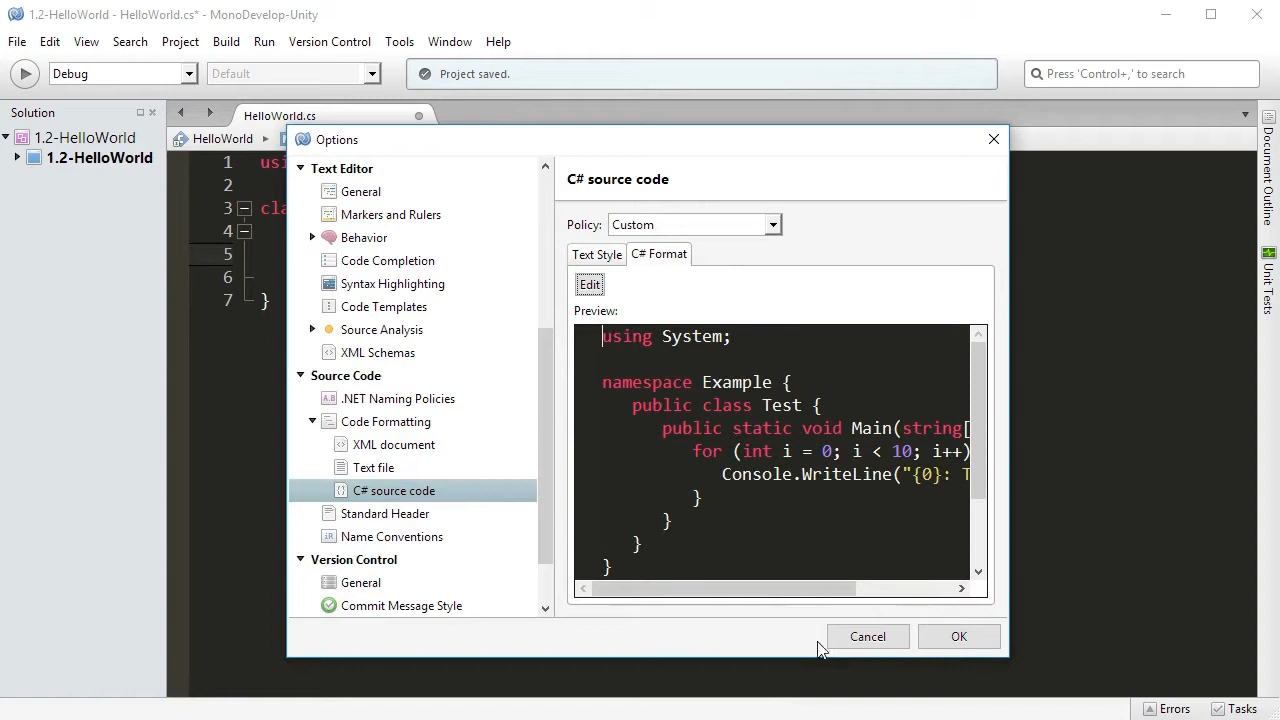 1.2-HelloWorld - HelloWorld.cs* - MonoDevelop-Unity
File Edit View Search Project Build Run Version Control Tools Window Help
Debug Default Project saved. Press 'Control+,' to search
Solution
HelloWorld.cs
1.2-HelloWorld
1.2-HelloWorld
HelloWorld
1 usi
2
3 cla
4
5
6
7 }
Options
Text Editor
General
Markers and Rulers
Behavior
Code Completion
Syntax Highlighting
Code Templates
Source Analysis
XML Schemas
Source Code
.NET Naming Policies
Code Formatting
XML document
Text file
C# source code
Standard Header
Name Conventions
Version Control
General
Commit Message Style
C# source code
Policy: Custom
Text Style C# Format
Edit
Preview:
using System;
namespace Example {
public class Test {
public static void Main(string[
for (int i = 0; i < 10; i++)
Console.WriteLine("{0}: T
}
}
}
}
Cancel OK
Document Outline
Unit Tests
Errors Tasks